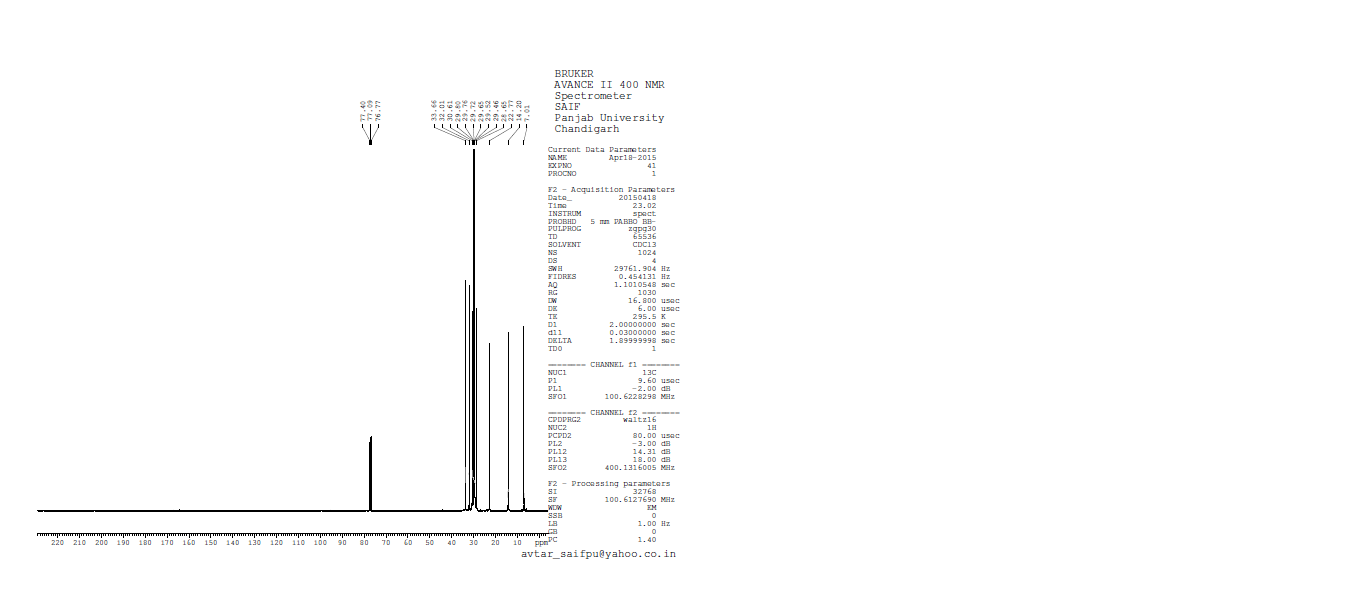 BRUKER
AVANCE II 400 NMR
Spectrometer
SAIF
Panjab University
Chandigarh
77.40
77.09
76.77
33.66
32.01
30.61
29.80
29.76
29.72
29.65
29.52
29.46
28.65
22.77
14.20
7.01
Current Data Parameters
NAME Apr18-2015
EXPNO 41
PROCNO 1
F2 - Acquisition Parameters
Date_ 20150418
Time 23.02
INSTRUM spect
PROBHD 5 mm PABBO BB-
PULPROG zgpg30
TD 65536
SOLVENT CDCl3
NS 1024
DS 4
SWH 29761.904 Hz
FIDRES 0.454131 Hz
AQ 1.1010548 sec
RG 1030
DW 16.800 usec
DE 6.00 usec
TE 295.5 K
D1 2.00000000 sec
d11 0.03000000 sec
DELTA 1.89999998 sec
TD0 1
======== CHANNEL f1 ========
NUC1 13C
P1 9.60 usec
PL1 -2.00 dB
SFO1 100.6228298 MHz
======== CHANNEL f2 ========
CPDPRG2 waltz16
NUC2 1H
PCPD2 80.00 usec
PL2 -3.00 dB
PL12 14.31 dB
PL13 18.00 dB
SFO2 400.1316005 MHz
F2 - Processing parameters
SI 32768
SF 100.6127690 MHz
WDW EM
SSB 0
LB 1.00 Hz
GB 0
PC 1.40
220 210 200 190 180 170 160 150 140 130 120 110 100 90 80 70 60 50 40 30 20 10 ppm
avtar_saifpu@yahoo.co.in